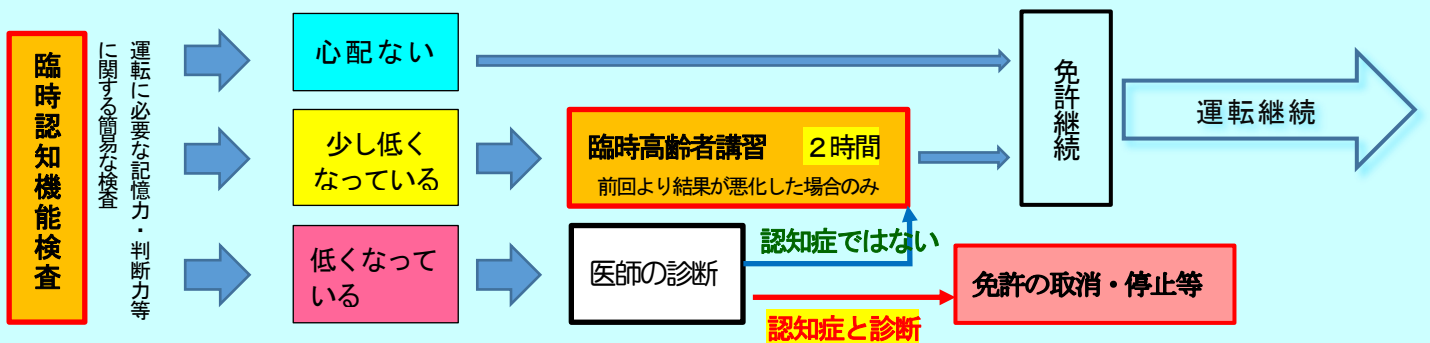 臨時認知機能検査
運転に必要な記憶力・判断力等
に関する簡易な検査
心配ない
少し低く
なっている
低くなって
いる
臨時高齢者講習 ２時間
前回より結果が悪化した場合のみ
医師の診断
認知症ではない
認知症と診断
免許の取消・停止等
免許継続
運転継続